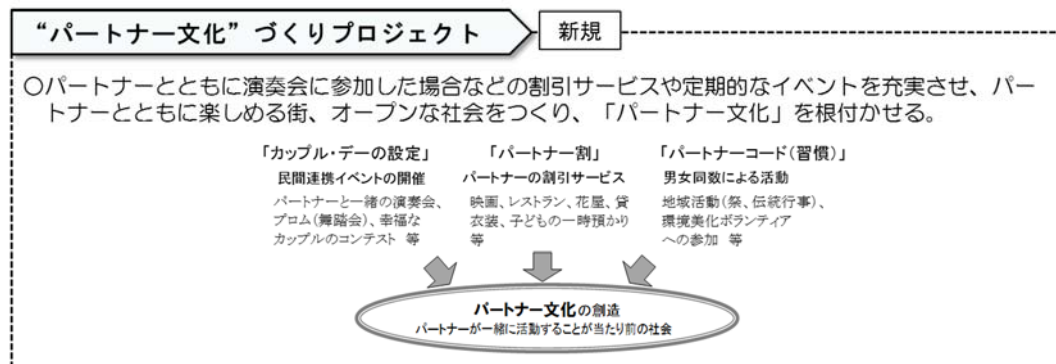 “パートナー文化”づくりプロジェクト
新規
○パートナーとともに演奏会に参加した場合などの割引サービスや定期的なイベントを充実させ、パー
トナーとともに楽しめる街、オープンな社会をつくり、「パートナー文化」を根付かせる。
「カップル・デーの設定」
民間連携イベントの開催
パートナーと一緒の演奏会、
プロム(舞踏会)、幸福な
カップルのコンテスト 等
「パートナー割」
パートナーの割引サービス
映画、レストラン、花屋、貸
衣装、子どもの一時預かり
等
「パートナーコード(習慣)」
男女同数による活動
地域活動(祭、伝統行事)、
環境美化ボランティア
への参加 等
パートナー文化の創造
パートナーが一緒に活動することが当たり前の社会